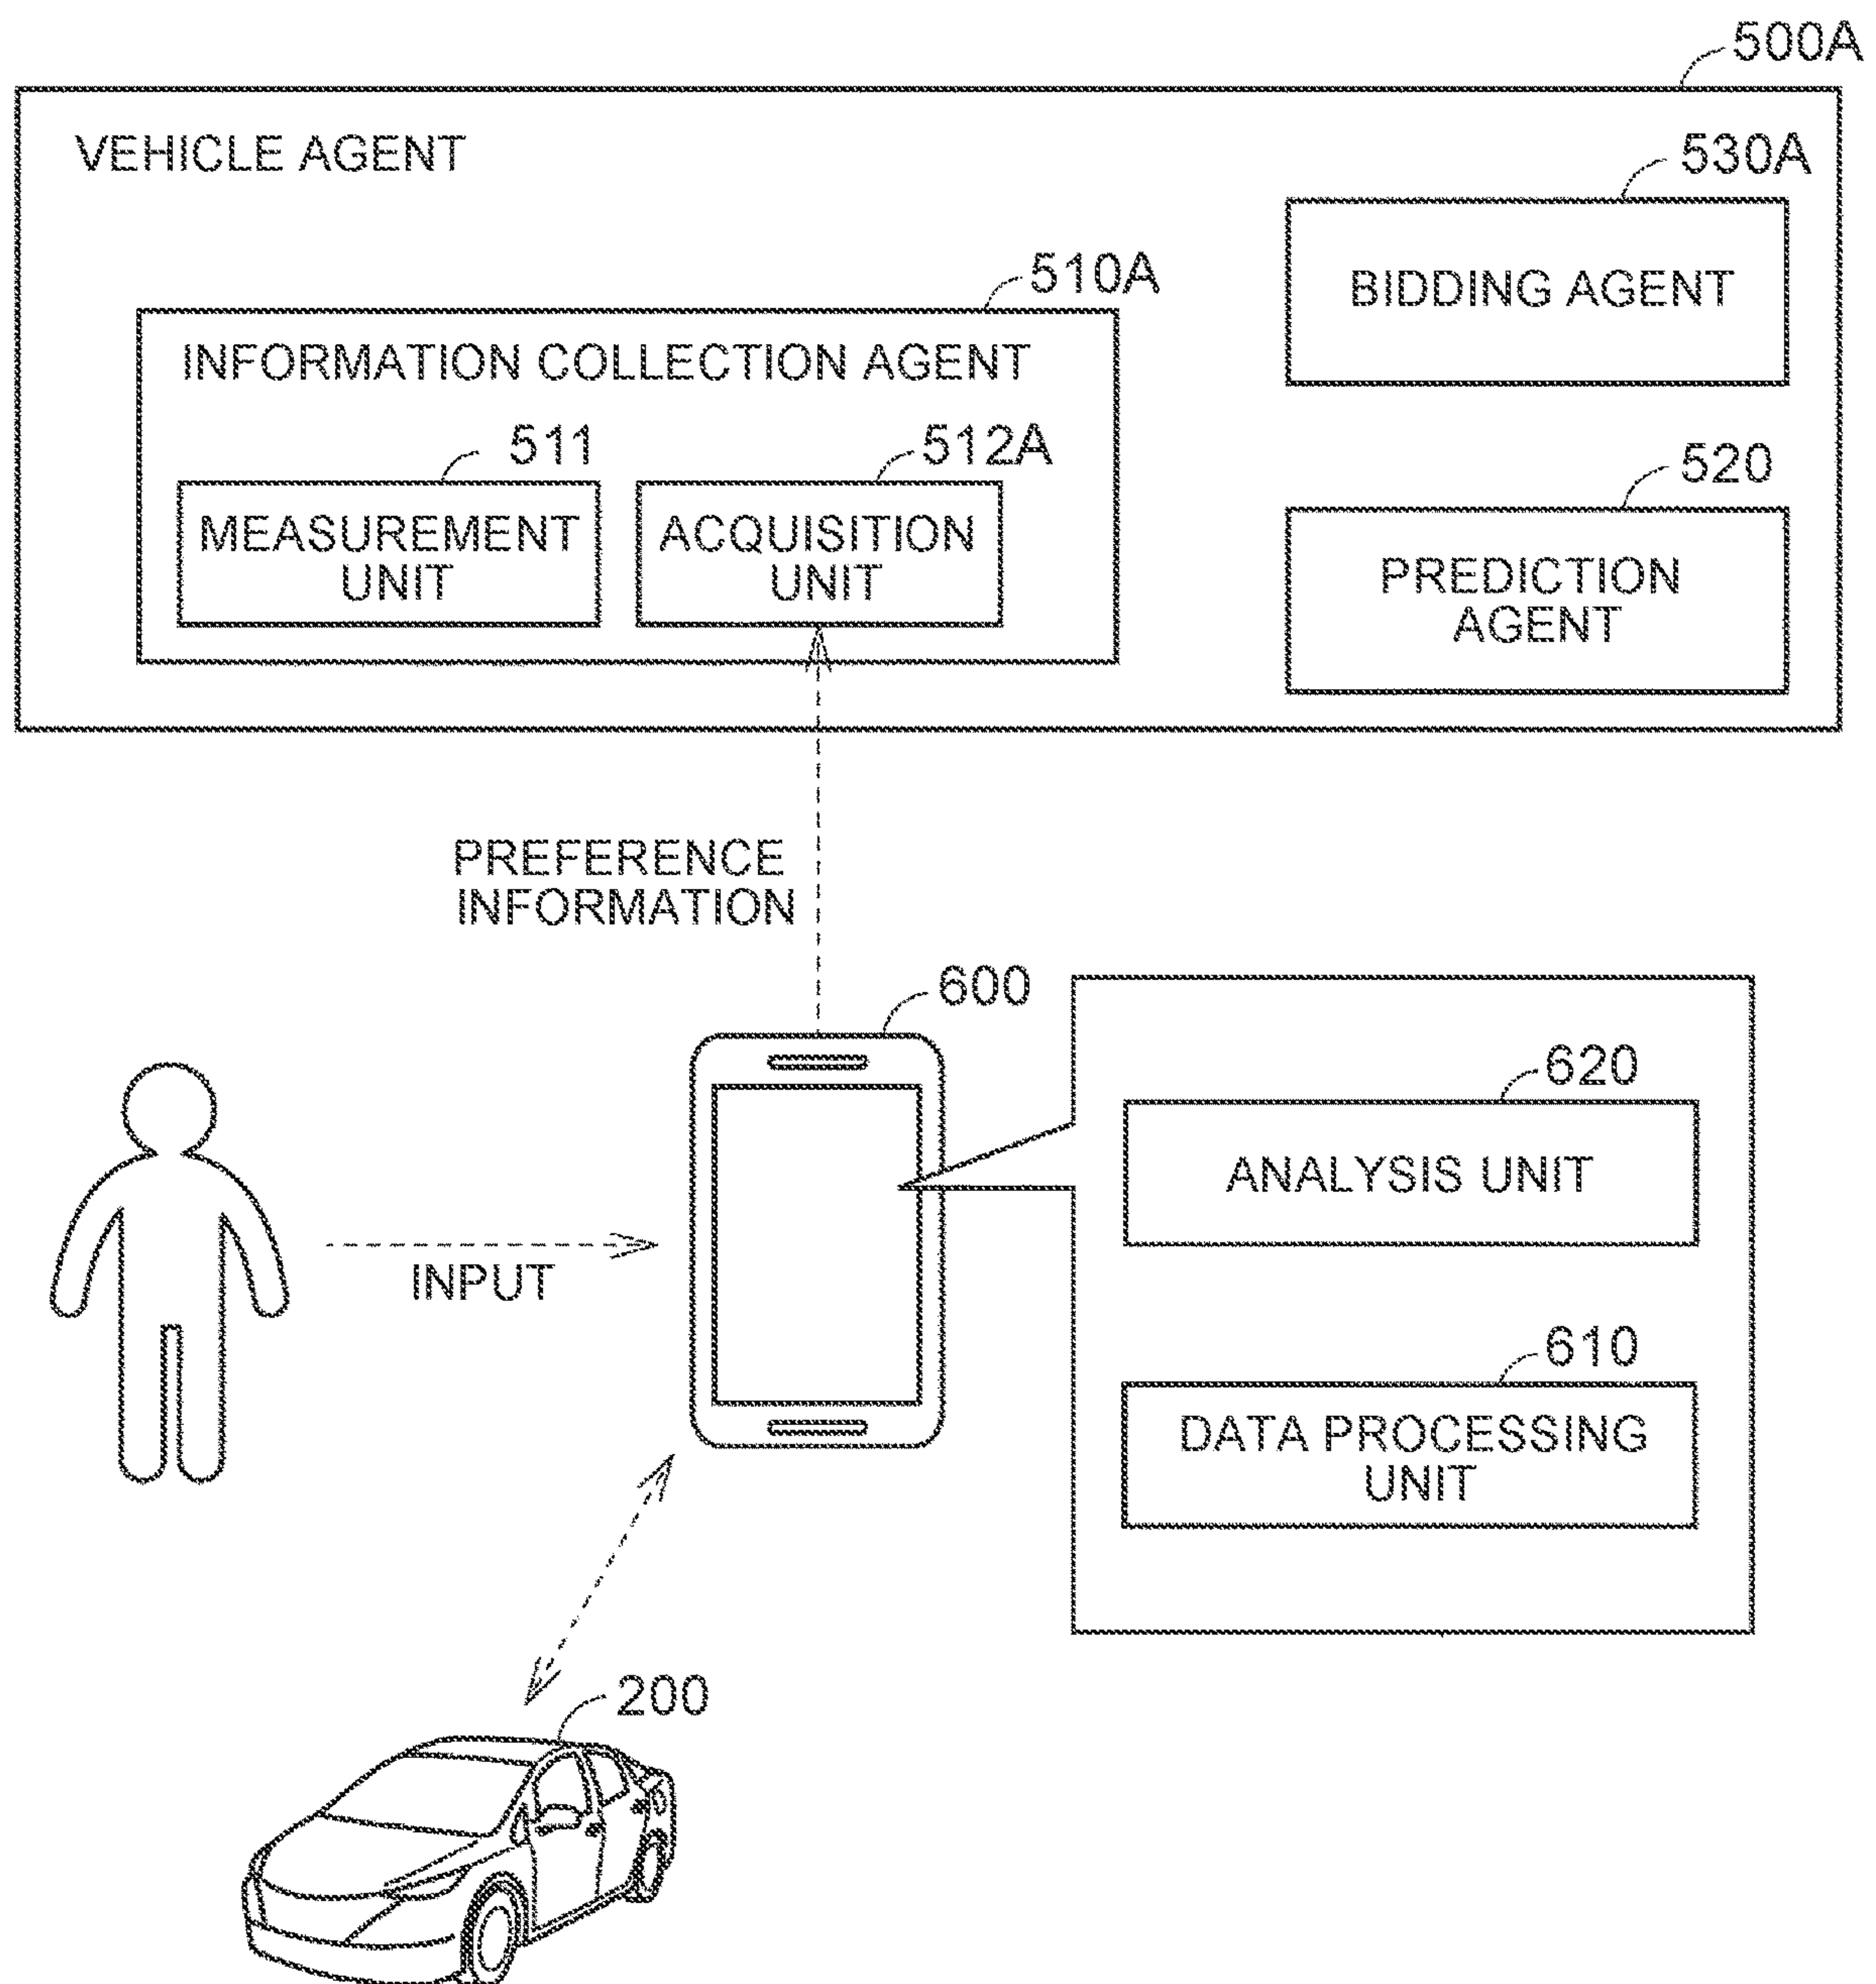 500A
VEHICLE AGENT
530A
BIDDING AGENT
510A
INFORMATION COLLECTION AGENT
511
MEASUREMENT
UNIT
512A
ACQUISITION
UNIT
520
PREDICTION
AGENT
PREFERENCE
INFORMATION
600
620
ANALYSIS UNIT
INPUT
610
DATA PROCESSING
UNIT
200